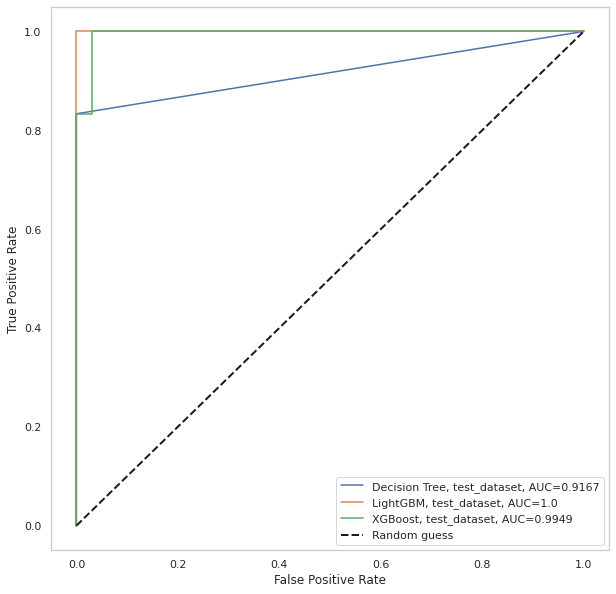 1.0
0.8
0.6
0.4
0.2
0.0
True Positive Rate
Decision Tree, test_dataset, AUC=0.9167
LightGBM, test_dataset, AUC=1.0
XGBoost, test_dataset, AUC=0.9949
Random guess
0.0 0.2 0.4 0.6 0.8 1.0
False Positive Rate